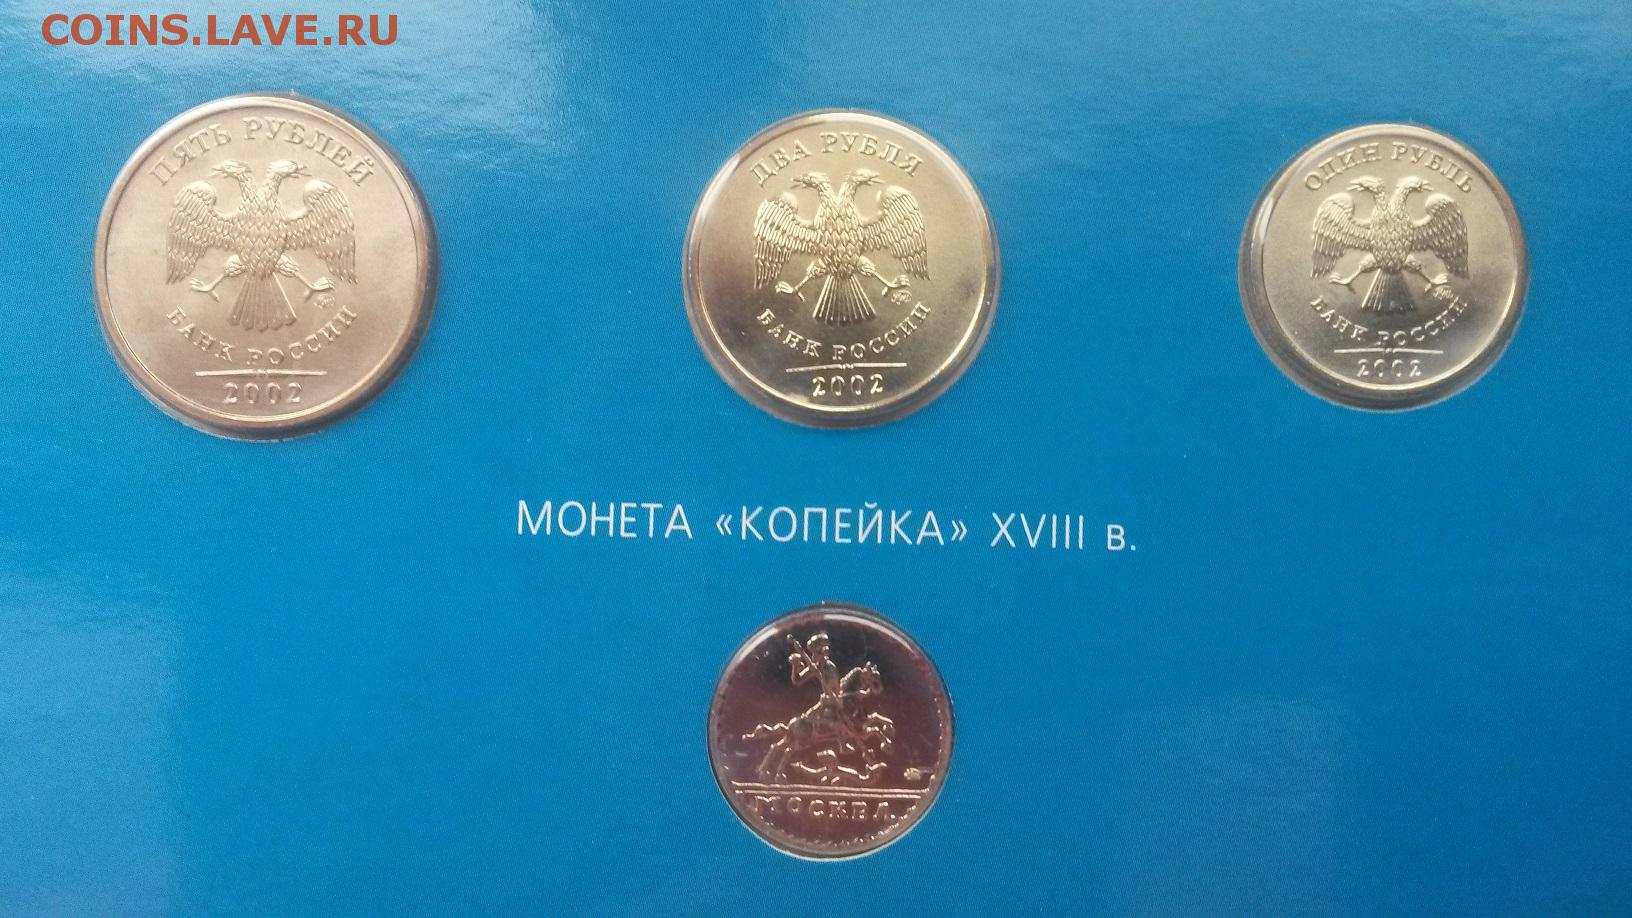 COINS.LAVE.RU
ПЯТЬ РУБЛЕЙ
БАНК РОССИИ
2002
ДВА РУБЛЯ
БАНК РОССИИ
2002
ОДИН РУБЛЬ
БАНК РОССИИ
2002
МОНЕТА «КОПЕЙКА» XVIII в.
МОСКВА